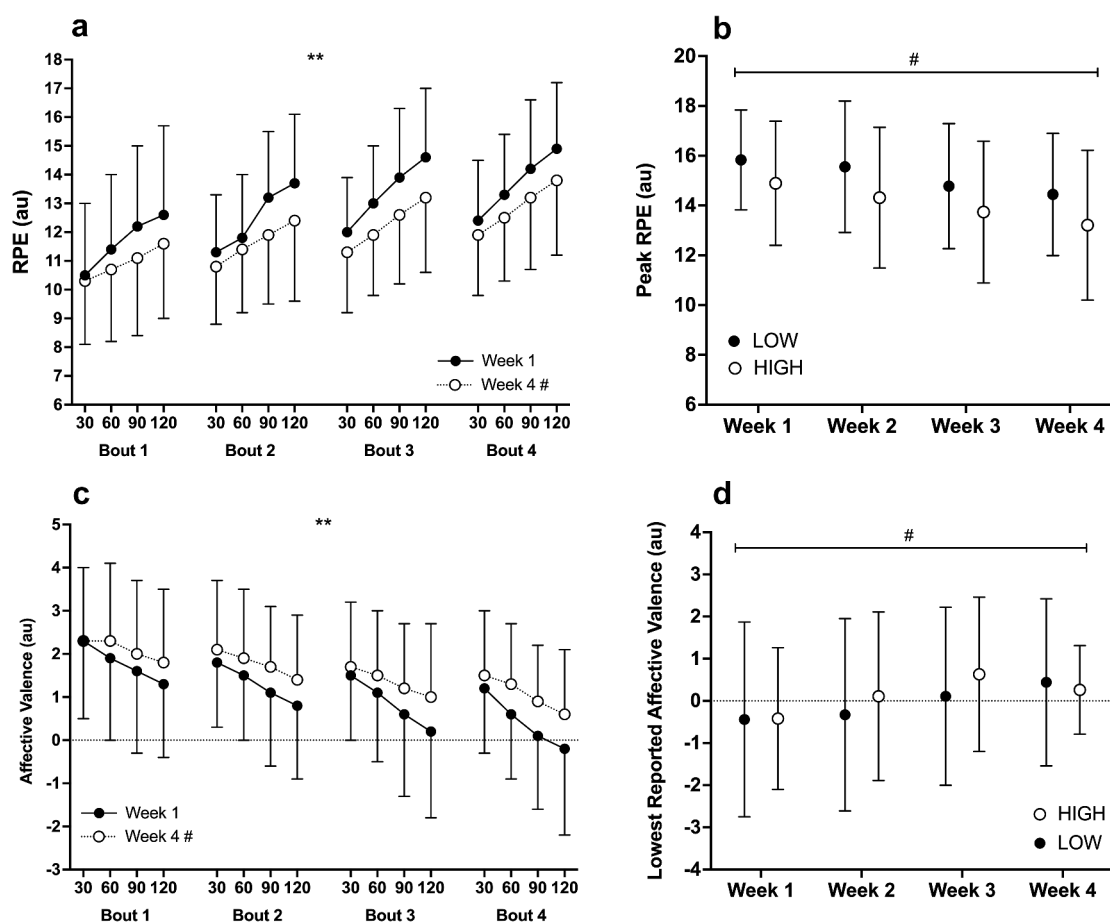 a
**
RPE (au)
18
17
16
15
14
13
12
11
10
9
8
7
6
Week 1
Week 4 #
30 60 90 120 30 60 90 120 30 60 90 120 30 60 90 120
Bout 1 Bout 2 Bout 3 Bout 4
b
#
Peak RPE (au)
20
18
16
14
12
10
8
6
LOW
HIGH
Week 1 Week 2 Week 3 Week 4
c
**
Affective Valence (au)
5
4
3
2
1
0
-1
-2
-3
Week 1
Week 4 #
30 60 90 120 30 60 90 120 30 60 90 120 30 60 90 120
Bout 1 Bout 2 Bout 3 Bout 4
d
#
Lowest Reported Affective Valence (au)
4
3
2
1
0
-1
-2
-3
-4
HIGH
LOW
Week 1 Week 2 Week 3 Week 4